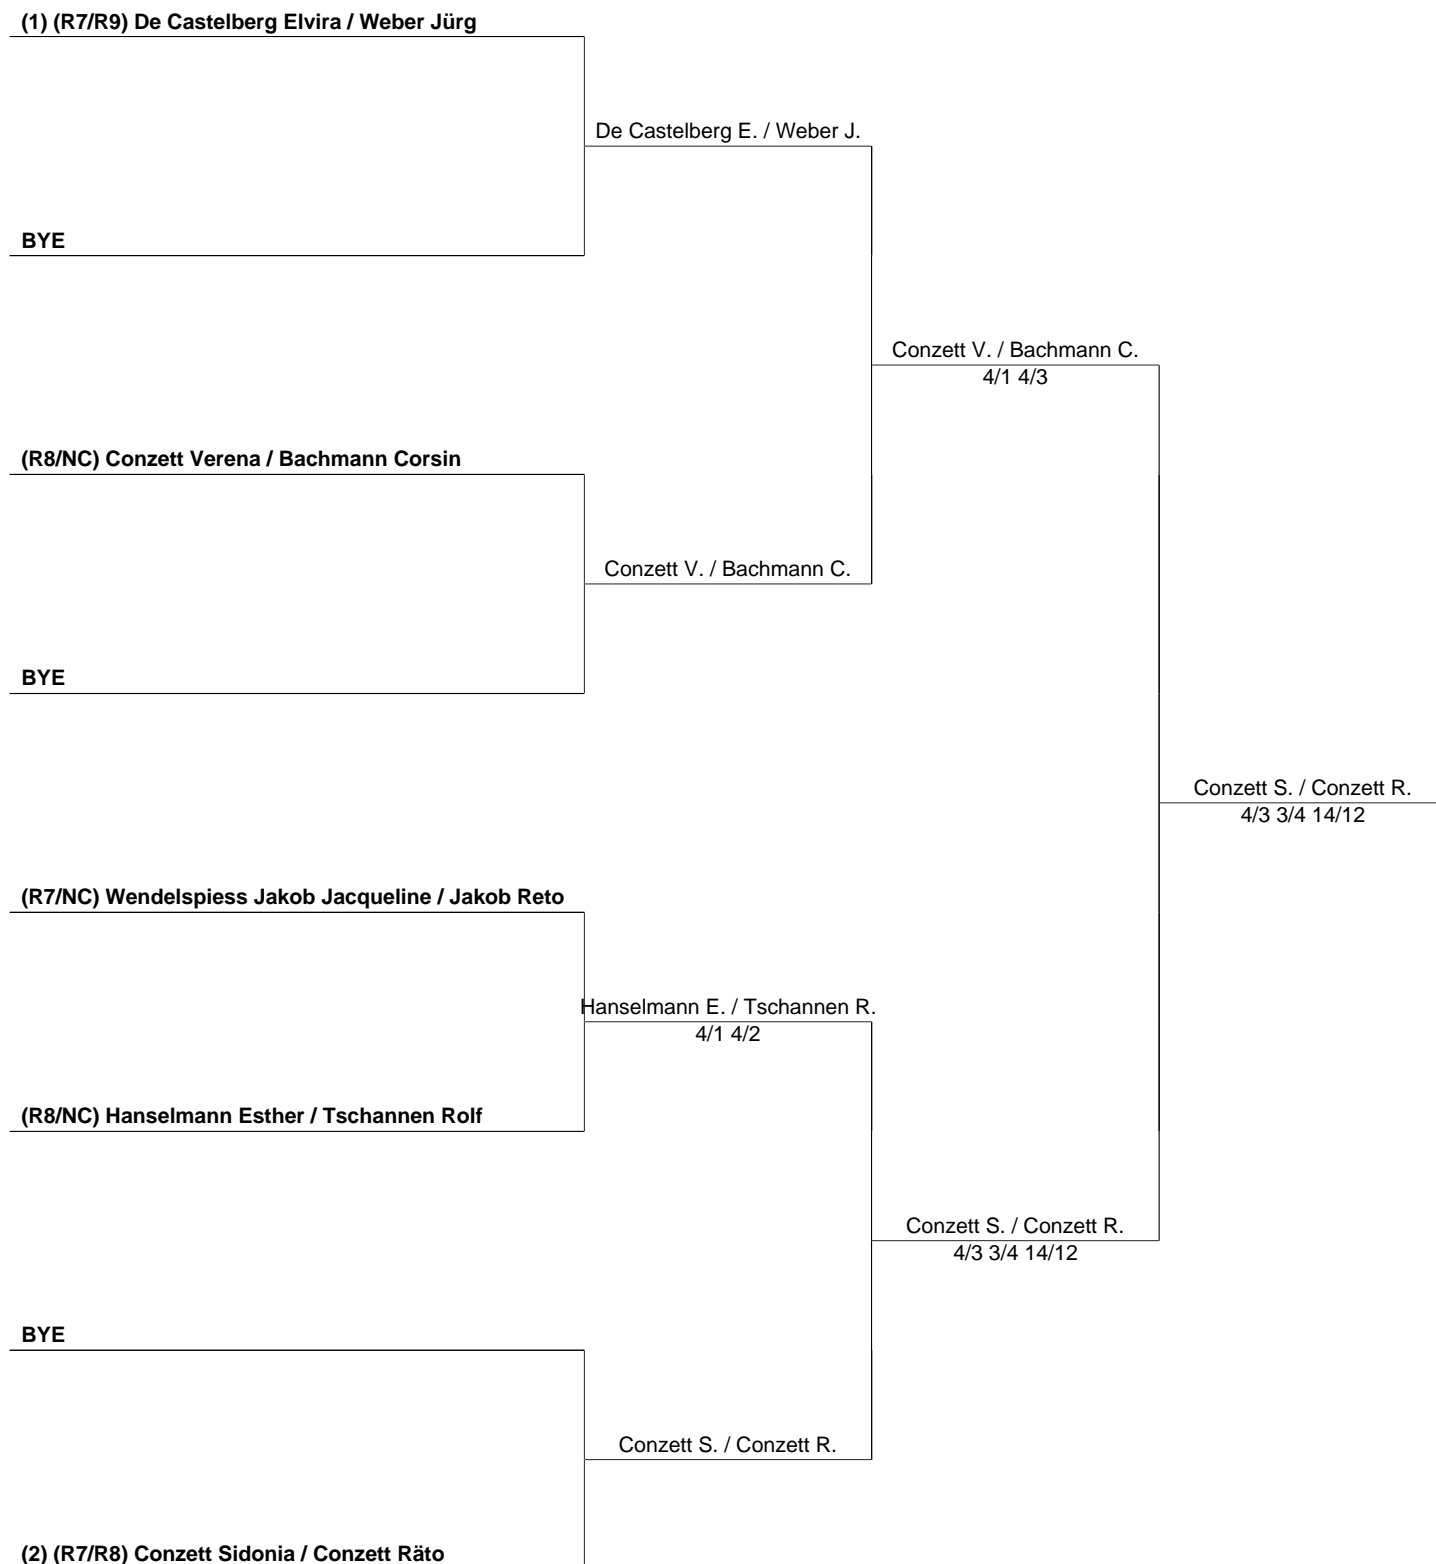 (1) (R7/R9) De Castelberg Elvira / Weber Jürg
De Castelberg E. / Weber J.
BYE
Conzett V. / Bachmann C.
4/1 4/3
(R8/NC) Conzett Verena / Bachmann Corsin
Conzett V. / Bachmann C.
BYE
Conzett S. / Conzett R.
4/3 3/4 14/12
(R7/NC) Wendelspiess Jakob Jacqueline / Jakob Reto
Hanselmann E. / Tschannen R.
4/1 4/2
(R8/NC) Hanselmann Esther / Tschannen Rolf
Conzett S. / Conzett R.
4/3 3/4 14/12
BYE
Conzett S. / Conzett R.
(2) (R7/R8) Conzett Sidonia / Conzett Räto